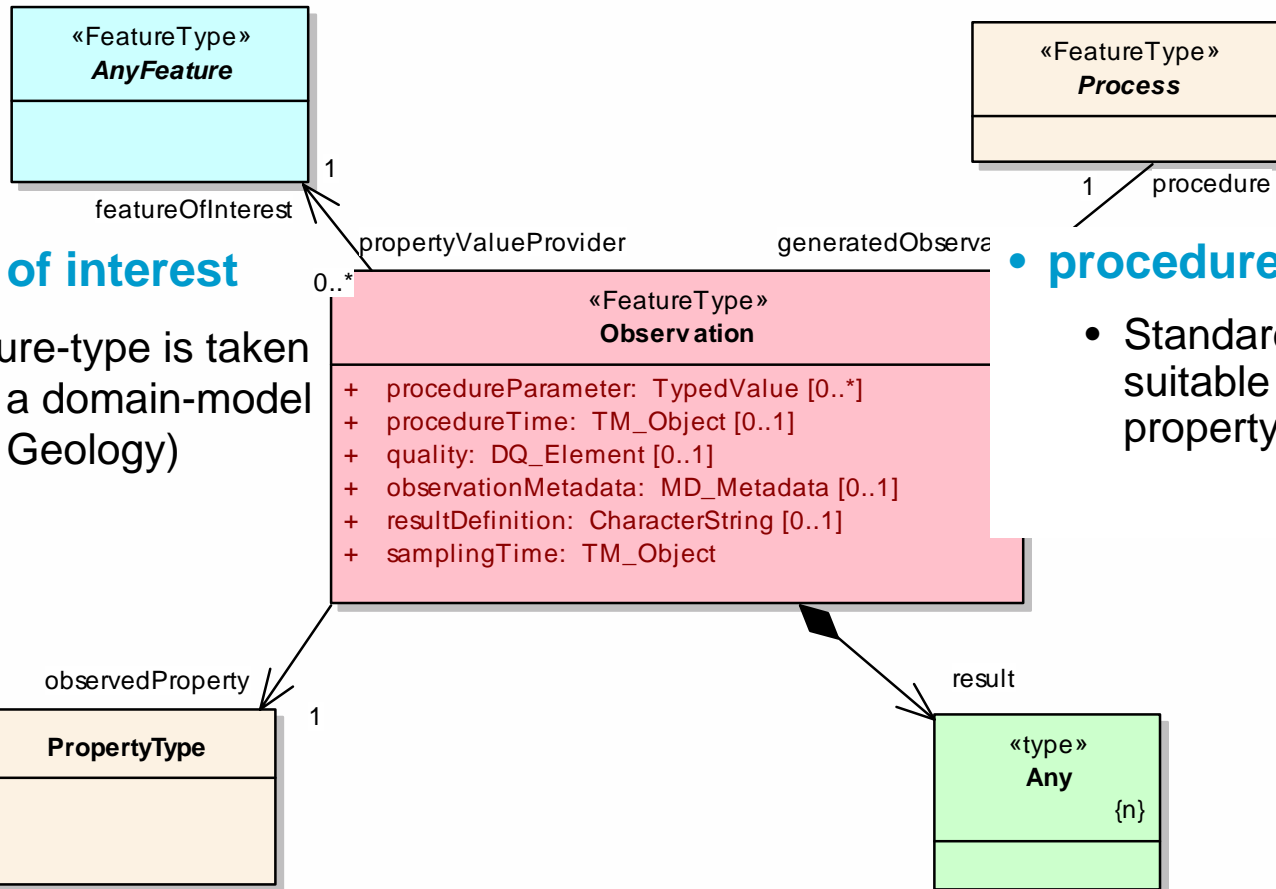 «FeatureType»
AnyFeature
1
featureOfInterest
«FeatureType»
Process
1
procedure
propertyValueProvider
0..*
of interest
ure-type is taken
a domain-model
Geology)
«FeatureType»
Observation
+ procedureParameter: TypedValue [0..*]
+ procedureTime: TM_Object [0..1]
+ quality: DQ_Element [0..1]
+ observationMetadata: MD_Metadata [0..1]
+ resultDefinition: CharacterString [0..1]
+ samplingTime: TM_Object
generatedObserva
• procedure
• Standar
suitable
property
observedProperty
1
PropertyType
result
«type»
Any
{n}